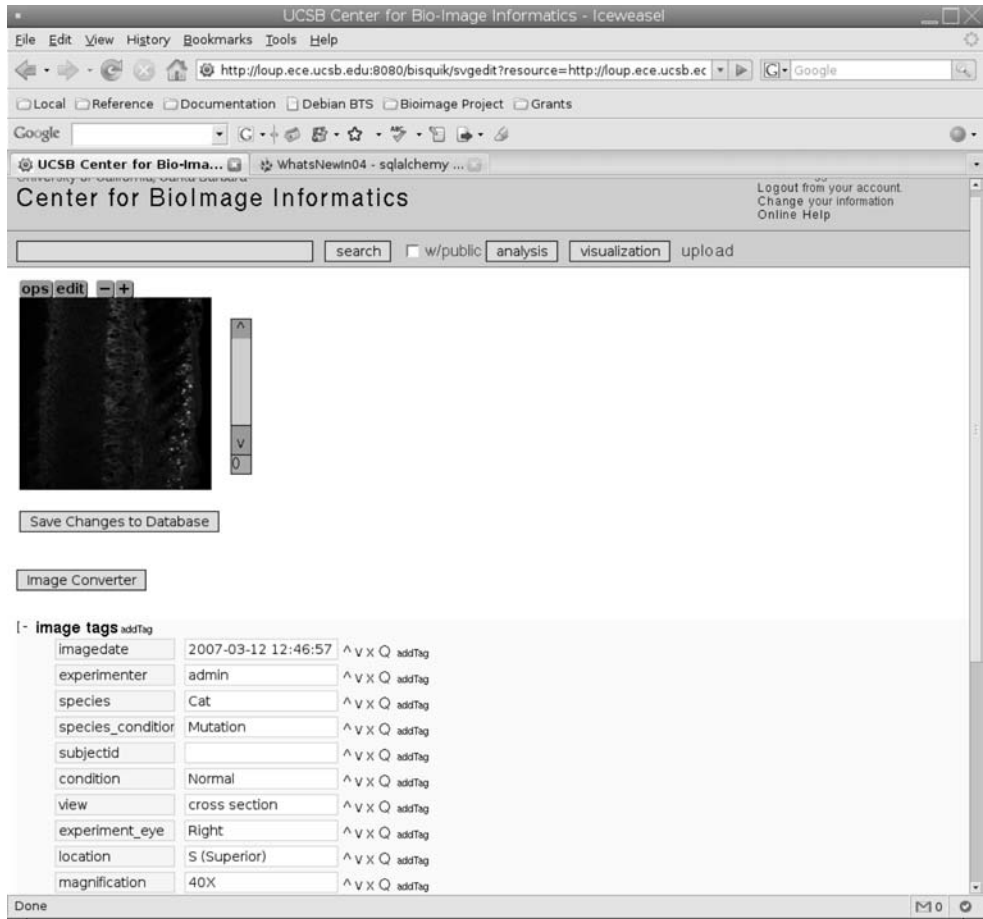 UCSB Center for Bio-Image Informatics - Iceweasel
File Edit View History Bookmarks Tools Help
http://loup.ece.ucsb.edu:8080/bisquik/svgedit?resource=http://loup.ece.ucsb.ec
G Google
Local Reference Documentation Debian BTS Bioimage Project Grants
Google
UCSB Center for Bio-Ima... WhatsNewIn04 - sqlalchemy ...
Center for BioImage Informatics
Logout from your account.
Change your information
Online Help
search w/public analysis visualization upload
ops edit - +
^
v
0
Save Changes to Database
Image Converter
[- image tags addTag
imagedate 2007-03-12 12:46:57 ^ v x Q addTag
experimenter admin ^ v x Q addTag
species Cat ^ v x Q addTag
species_condition Mutation ^ v x Q addTag
subjectid ^ v x Q addTag
condition Normal ^ v x Q addTag
view cross section ^ v x Q addTag
experiment_eye Right ^ v x Q addTag
location S (Superior) ^ v x Q addTag
magnification 40X ^ v x Q addTag
Done 0